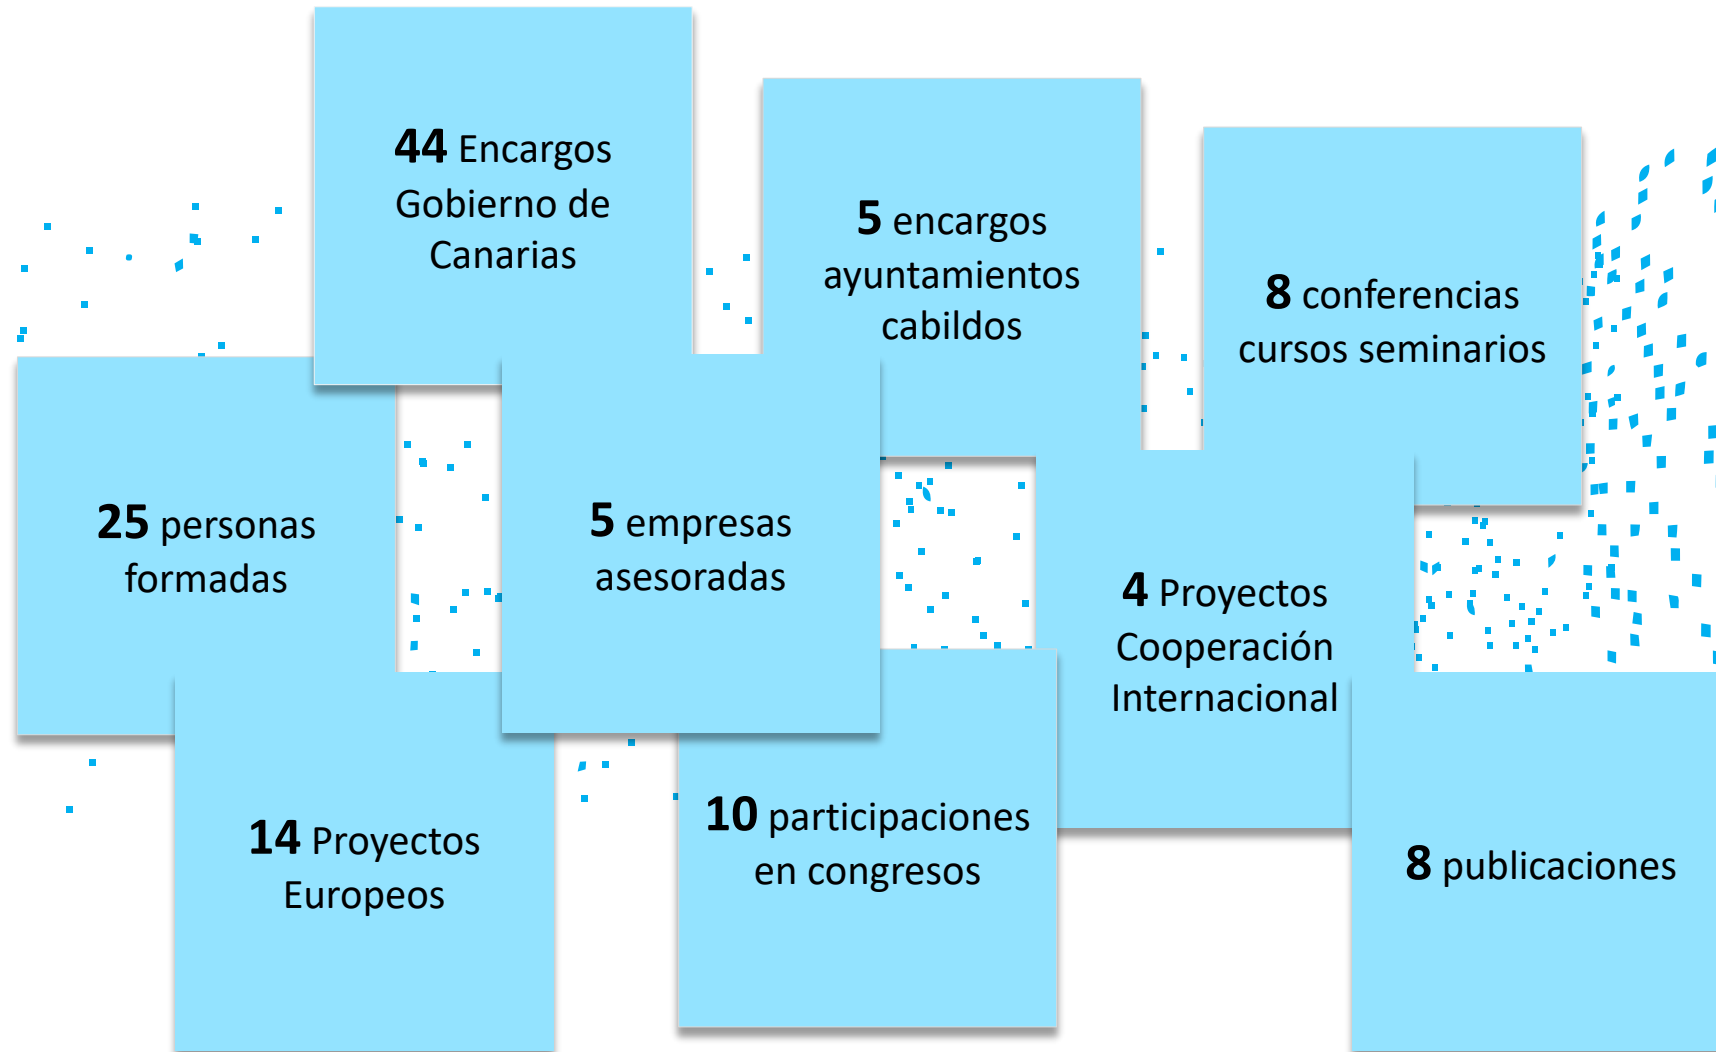 44 Encargos
Gobierno de
Canarias
5 encargos
ayuntamientos
cabildos
8 conferencias
cursos seminarios
25 personas
formadas
5 empresas
asesoradas
4 Proyectos
Cooperación
Internacional
14 Proyectos
Europeos
10 participaciones
en congresos
8 publicaciones